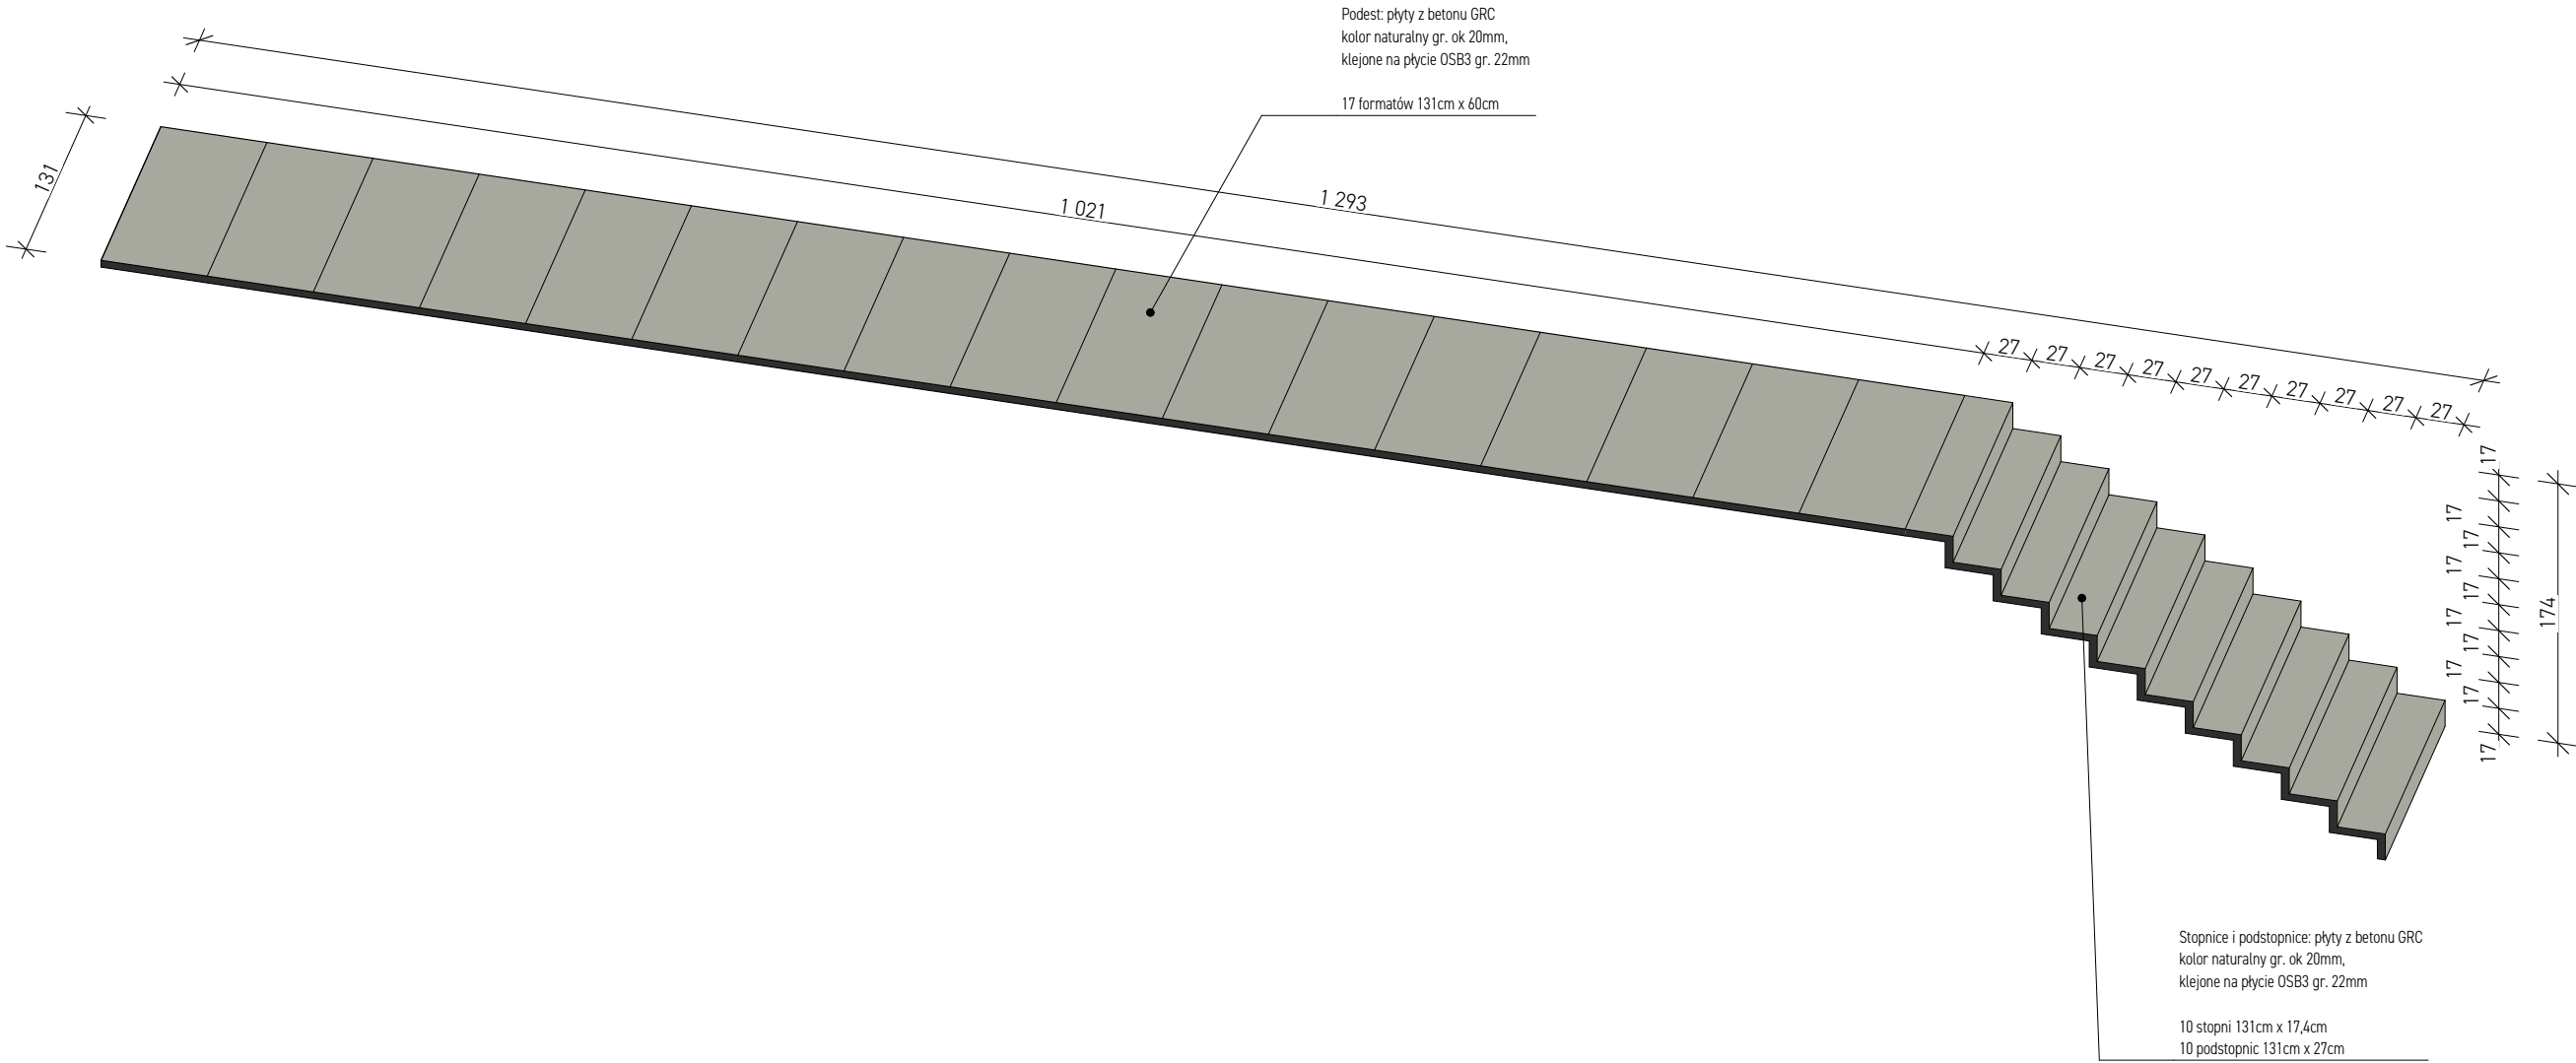 Podest: płyty z betonu GRC
kolor naturalny gr. ok 20mm,
klejone na płycie OSB3 gr. 22mm
17 formatów 131cm x 60cm
131
1 021
1 293
27 27 27 27 27 27 27 27 27 27
17
17
17
17
17
17
17
17
17
17
174
Stopnice i podstopnice: płyty z betonu GRC
kolor naturalny gr. ok 20mm,
klejone na płycie OSB3 gr. 22mm
10 stopni 131cm x 17,4cm
10 podstopnic 131cm x 27cm